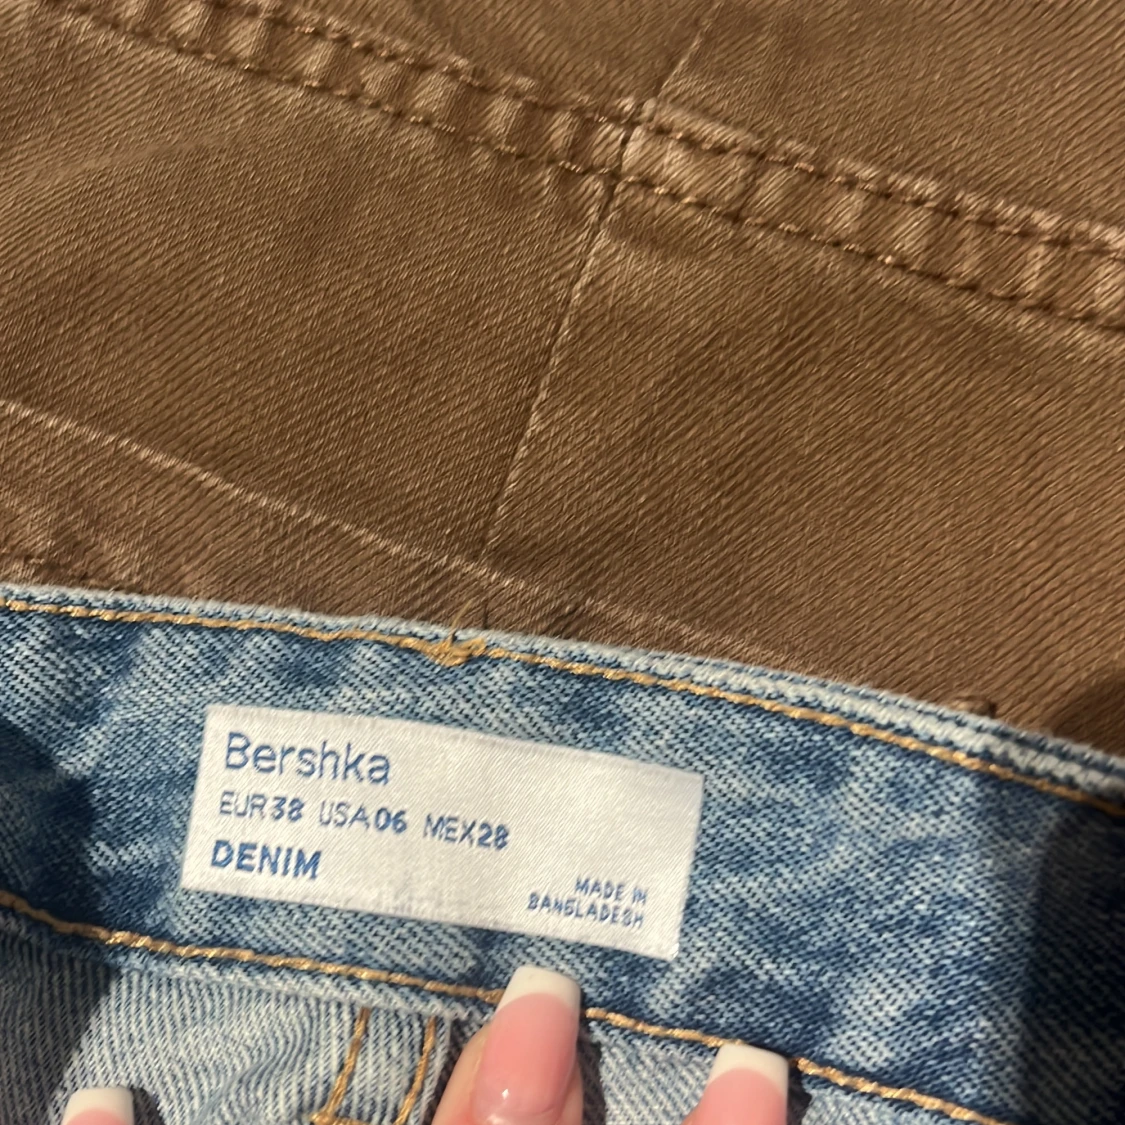 Bershka
EUR38 USA06 MEX28
DENIM
MADE IN
BANGLADESH